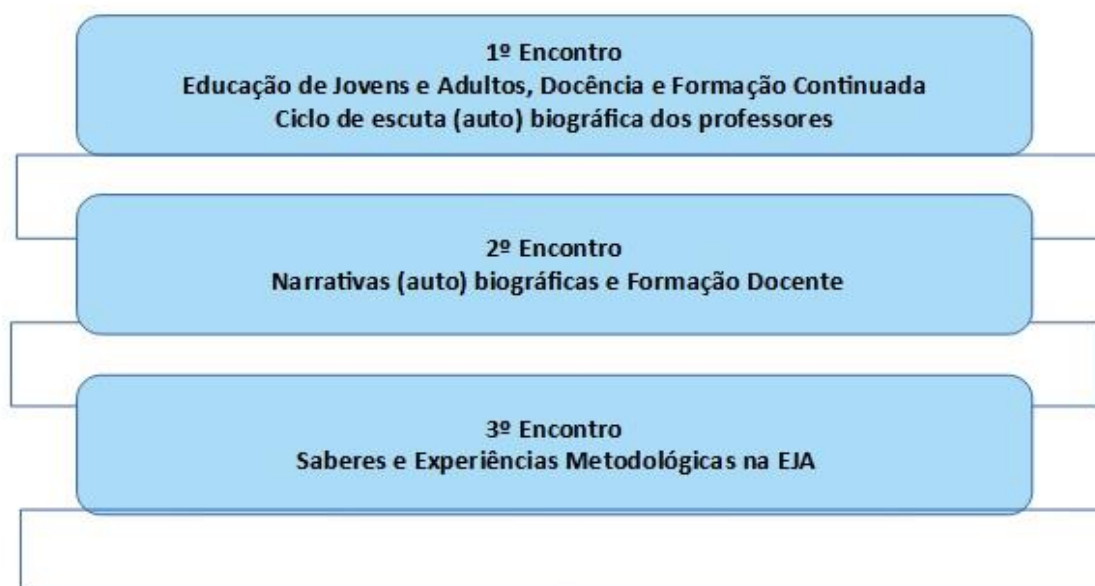 1º Encontro
Educação de Jovens e Adultos, Docência e Formação Continuada
Ciclo de escuta (auto) biográfica dos professores
2º Encontro
Narrativas (auto) biográficas e Formação Docente
3º Encontro
Saberes e Experiências Metodológicas na EJA